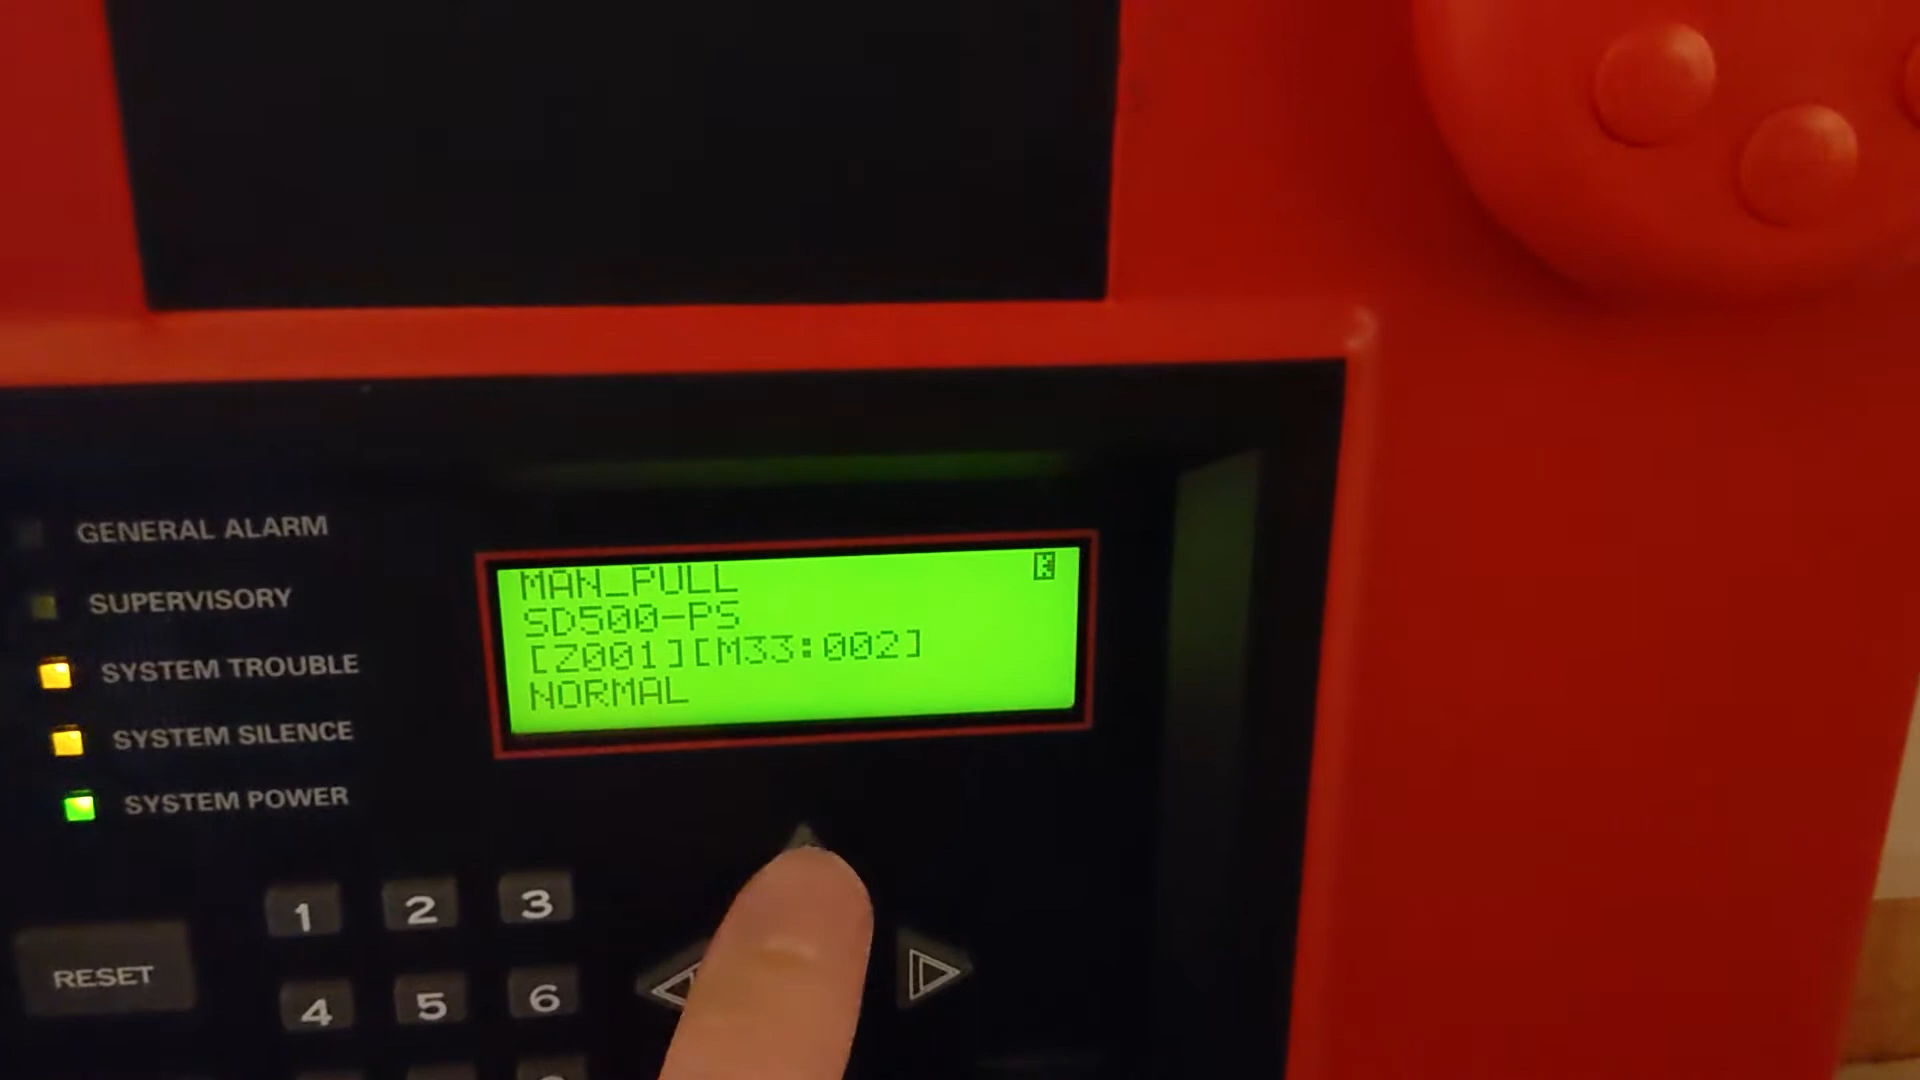 GENERAL ALARM
SUPERVISORY
SYSTEM TROUBLE
SYSTEM SILENCE
SYSTEM POWER
MAN_PULL
SD500-PS
[Z001][M33:002]
NORMAL
1 2 3
RESET
4 5 6